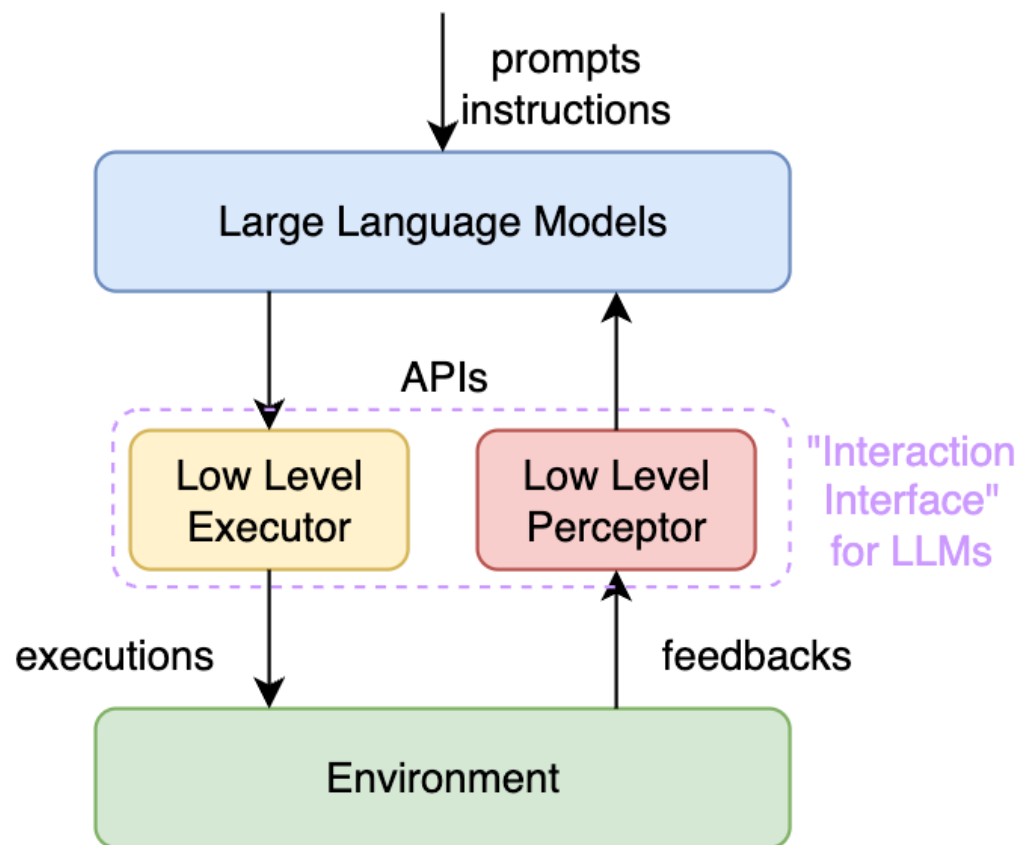 prompts
instructions
Large Language Models
APIs
Low Level
Executor
Low Level
Perceptor
"Interaction
Interface"
for LLMs
executions
feedbacks
Environment